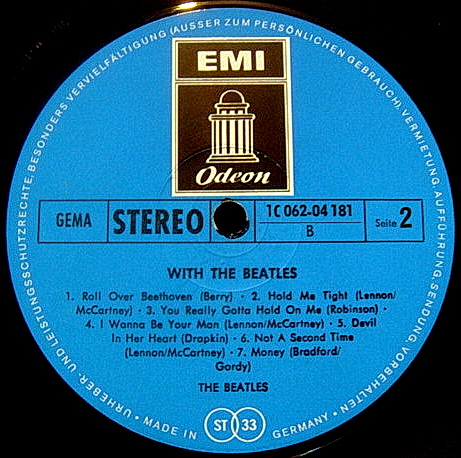 AUSSER ZUM PERSÖNLICHEN GEBRAUCH), VERMIETUNG, AUFFÜHRUNG, SENDUNG VORBEHALTEN
URHEBER- UND LEISTUNGSSCHUTZRECHTE, BESONDERS VERVIELFÄLTIGUNG (
EMI
Odeon
GEMA
STEREO
1C 062-04 181
B
Seite 2
WITH THE BEATLES
1. Roll Over Beethoven (Berry) • 2. Hold Me Tight (Lennon/
McCartney) • 3. You Really Gotta Hold On Me (Robinson) •
4. I Wanna Be Your Man (Lennon/McCartney) • 5. Devil
In Her Heart (Drapkin) • 6. Not A Second Time
(Lennon/McCartney) • 7. Money (Bradford/
Gordy)
THE BEATLES
• MADE IN ST 33 GERMANY •